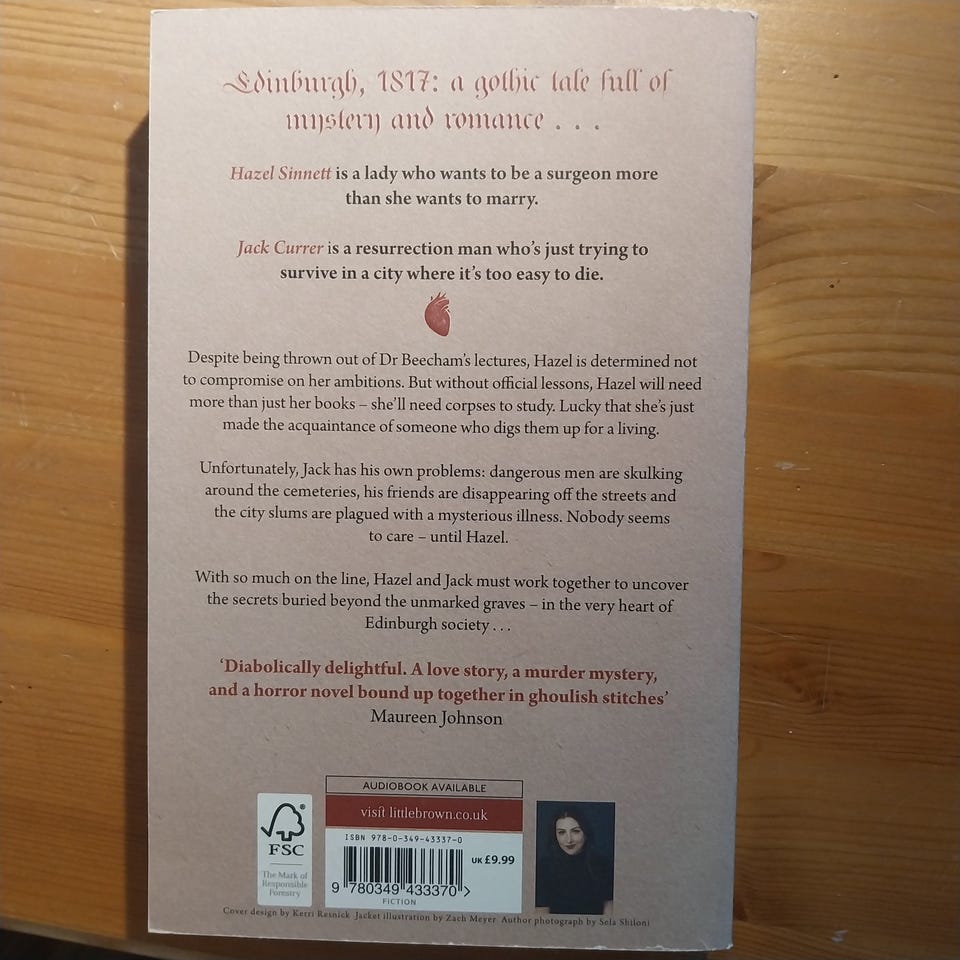 Edinburgh, 1817: a gothic tale full of
mystery and romance . . .
Hazel Sinnett is a lady who wants to be a surgeon more
than she wants to marry.
Jack Currer is a resurrection man who's just trying to
survive in a city where it's too easy to die.
Despite being thrown out of Dr Beecham's lectures, Hazel is determined not
to compromise on her ambitions. But without official lessons, Hazel will need
more than just her books – she'll need corpses to study. Lucky that she's just
made the acquaintance of someone who digs them up for a living.
Unfortunately, Jack has his own problems: dangerous men are skulking
around the cemeteries, his friends are disappearing off the streets and
the city slums are plagued with a mysterious illness. Nobody seems
to care – until Hazel.
With so much on the line, Hazel and Jack must work together to uncover
the secrets buried beyond the unmarked graves – in the very heart of
Edinburgh society . . .
'Diabolically delightful. A love story, a murder mystery,
and a horror novel bound up together in ghoulish stitches'
Maureen Johnson
AUDIOBOOK AVAILABLE
visit littlebrown.co.uk
ISBN 978-0-349-43337-0
UK £9.99
9 780349 433370 >
FICTION
FSC
The Mark of
Responsible
Forestry
Cover design by Kerri Resnick Jacket illustration by Zach Meyer Author photograph by Sela Shiloni